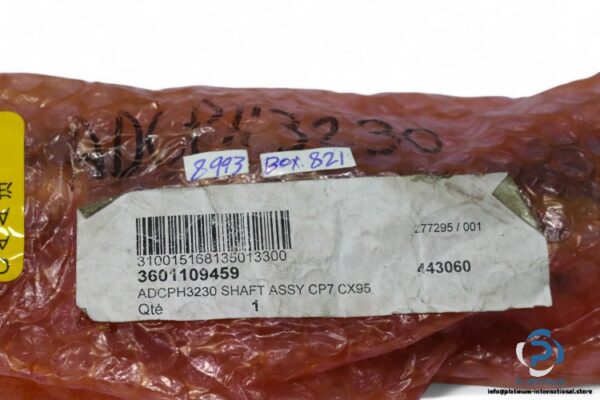 ADCPH3230
8993
Box.821
310015168135013300
277295 / 001
3601109459
443060
ADCPH3230 SHAFT ASSY CP7 CX95
Qté 1
info@platinum-international.store